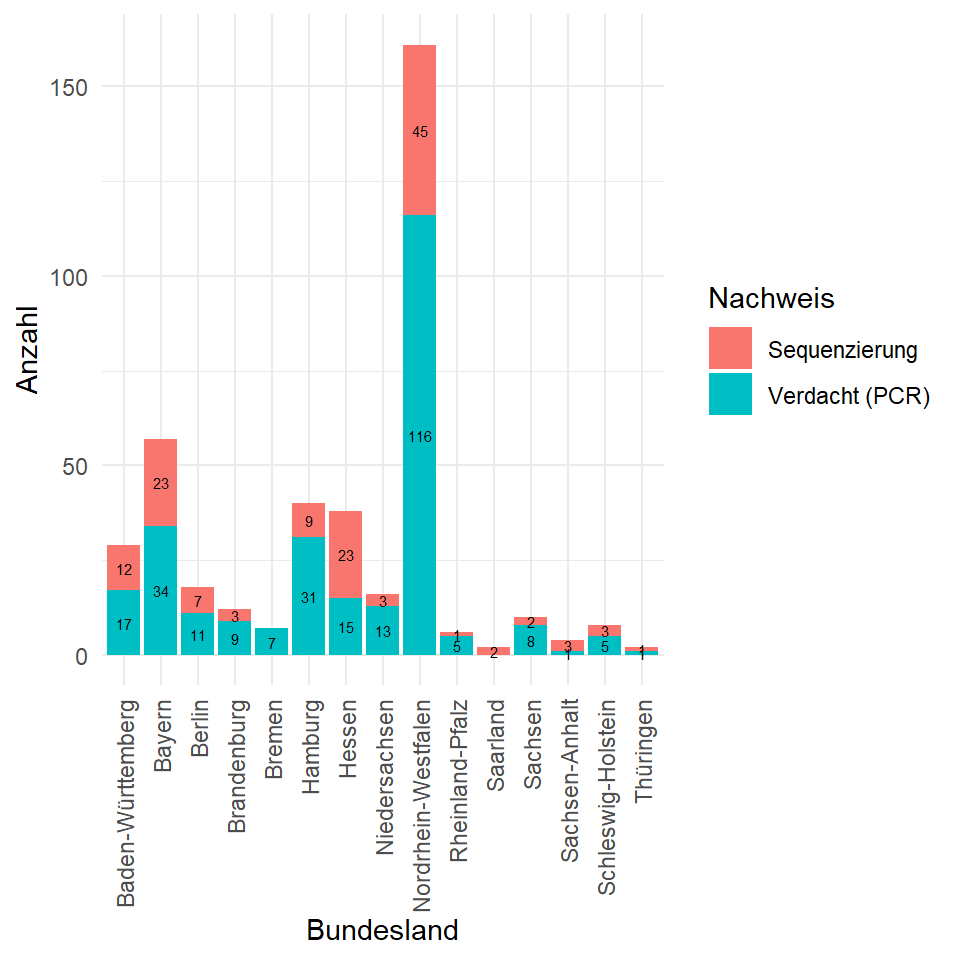 Anzahl
150
100
50
0
45
116
23
34
12
17
7
11
3
9
7
9
31
23
15
3
13
1
5
2
2
8
3
1
3
5
1
1
Baden-Württemberg
Bayern
Berlin
Brandenburg
Bremen
Hamburg
Hessen
Niedersachsen
Nordrhein-Westfalen
Rheinland-Pfalz
Saarland
Sachsen
Sachsen-Anhalt
Schleswig-Holstein
Thüringen
Bundesland
Nachweis
Sequenzierung
Verdacht (PCR)